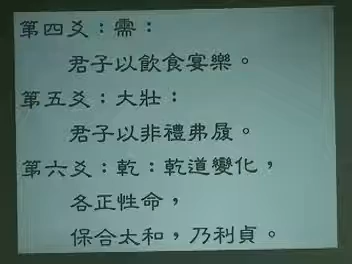 第四爻：需：
君子以飲食宴樂。
第五爻：大壯：
君子以非禮弗履。
第六爻：乾：乾道變化，
各正性命，
保合太和，乃利貞。